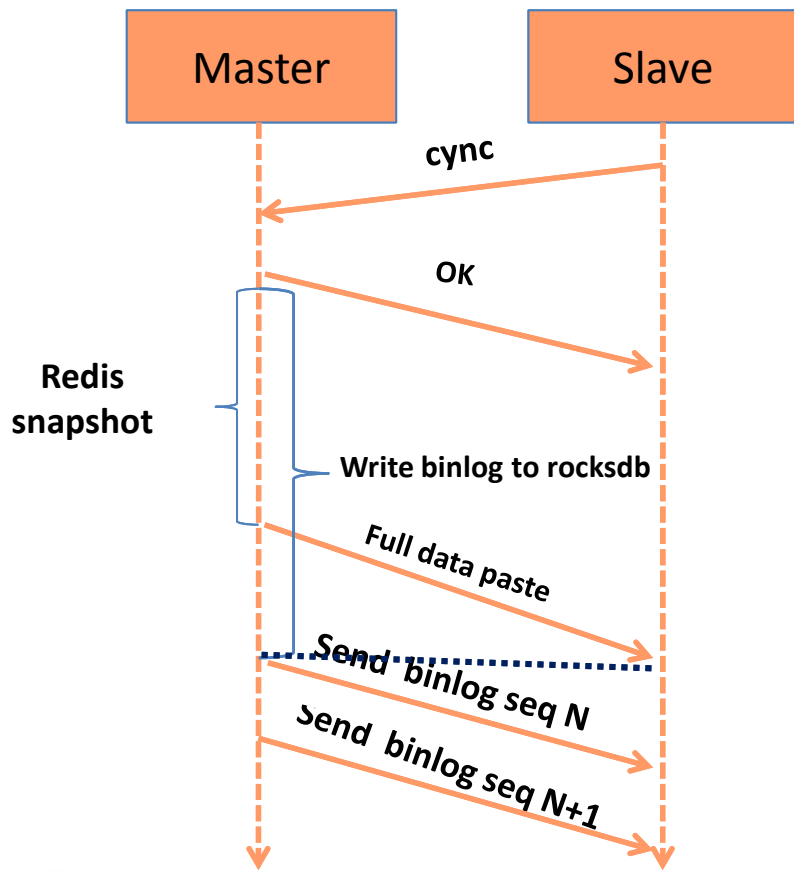 Master
Slave
cync
OK
Redis
snapshot
Write binlog to rocksdb
Full data paste
Send binlog seq N
Send binlog seq N+1